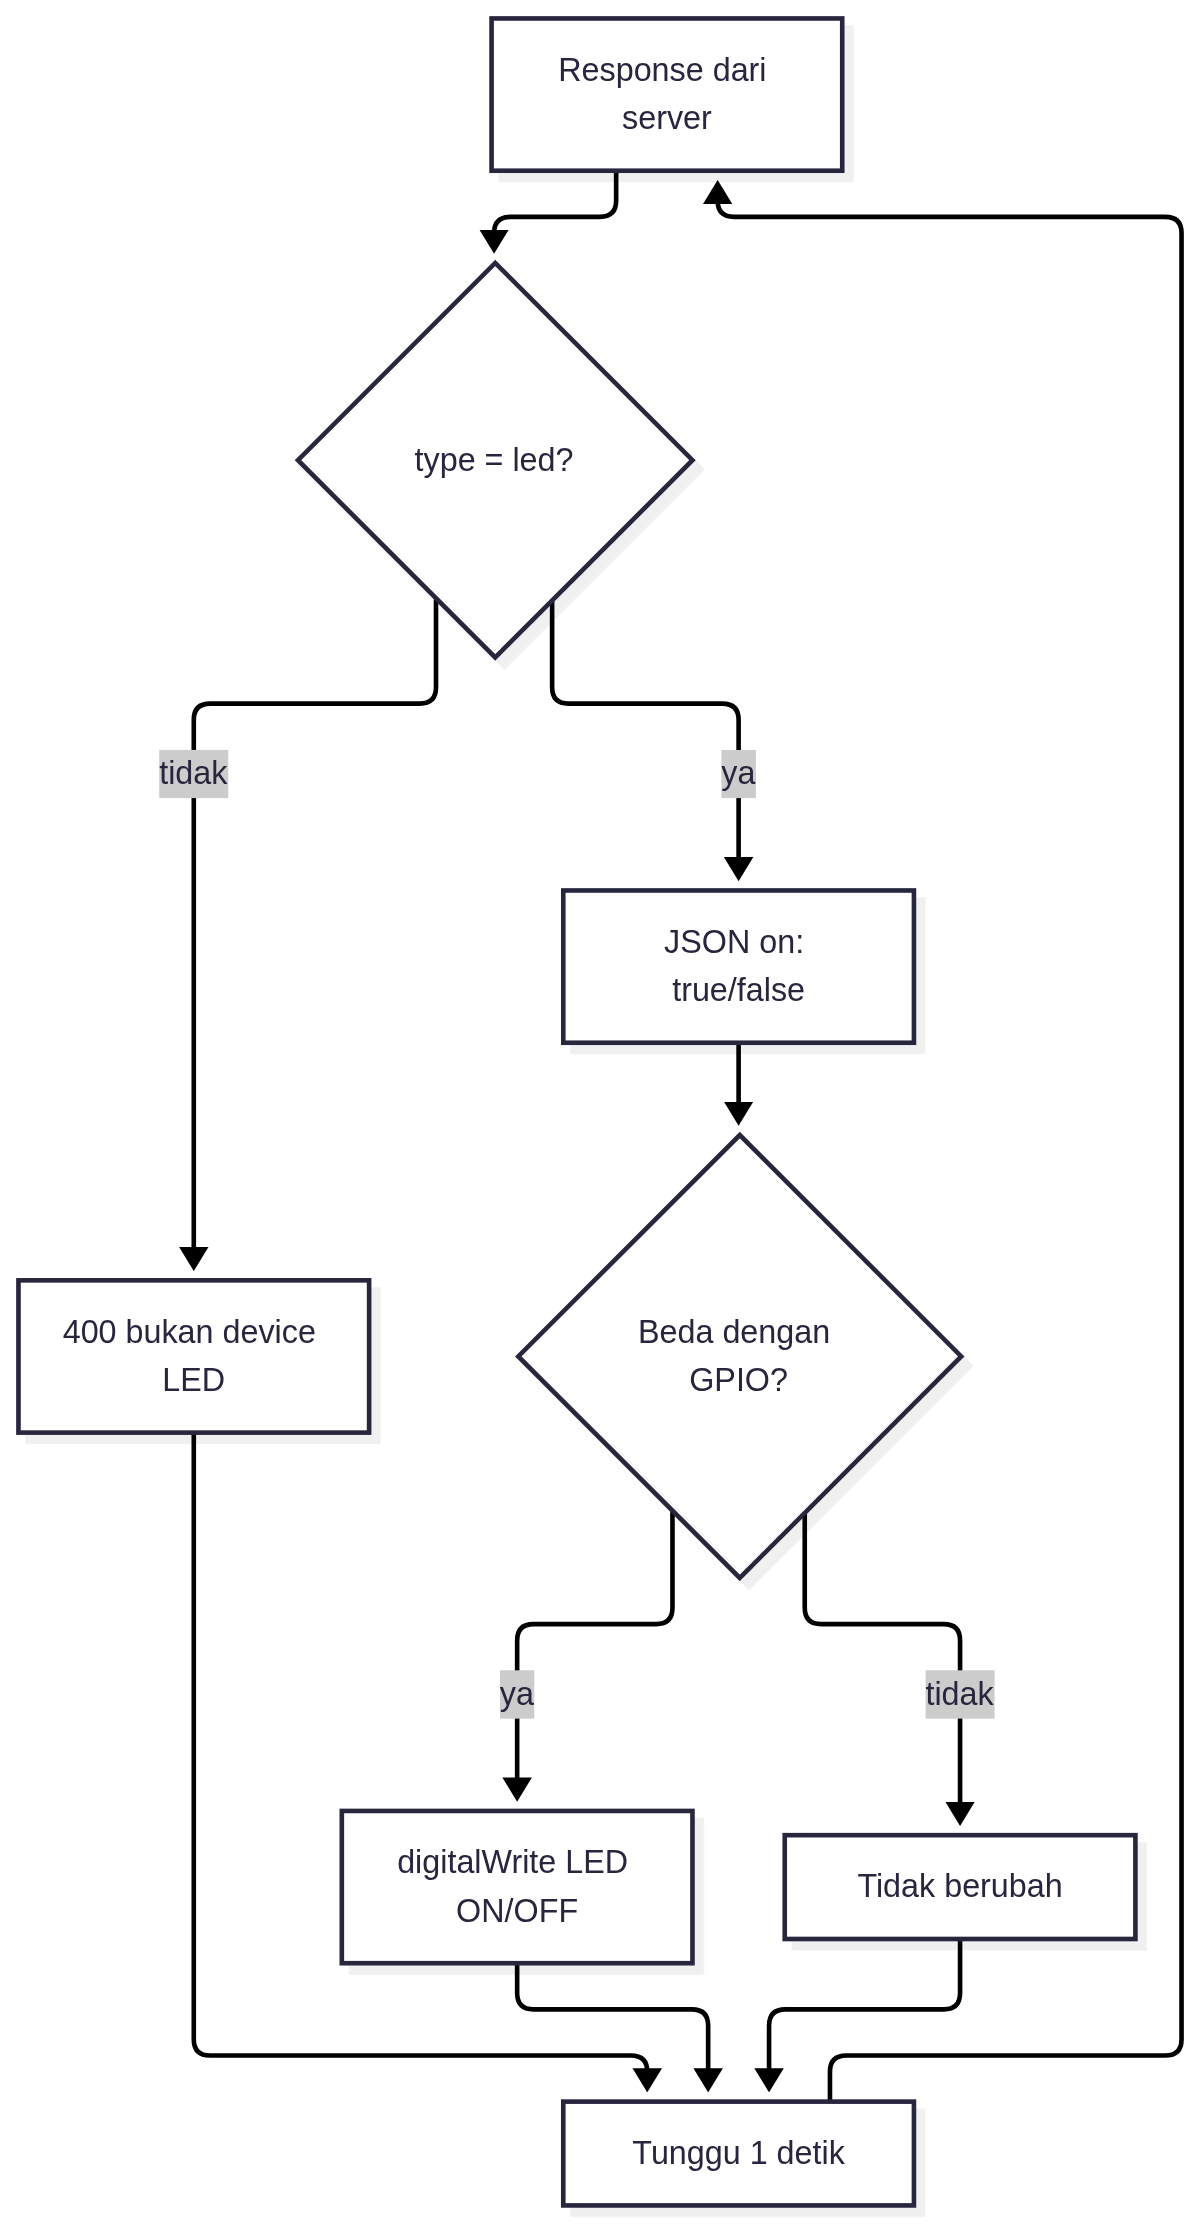 Response dari
server
type = led?
tidak
ya
JSON on:
true/false
400 bukan device
LED
Beda dengan
GPIO?
ya
tidak
digitalWrite LED
ON/OFF
Tidak berubah
Tunggu 1 detik